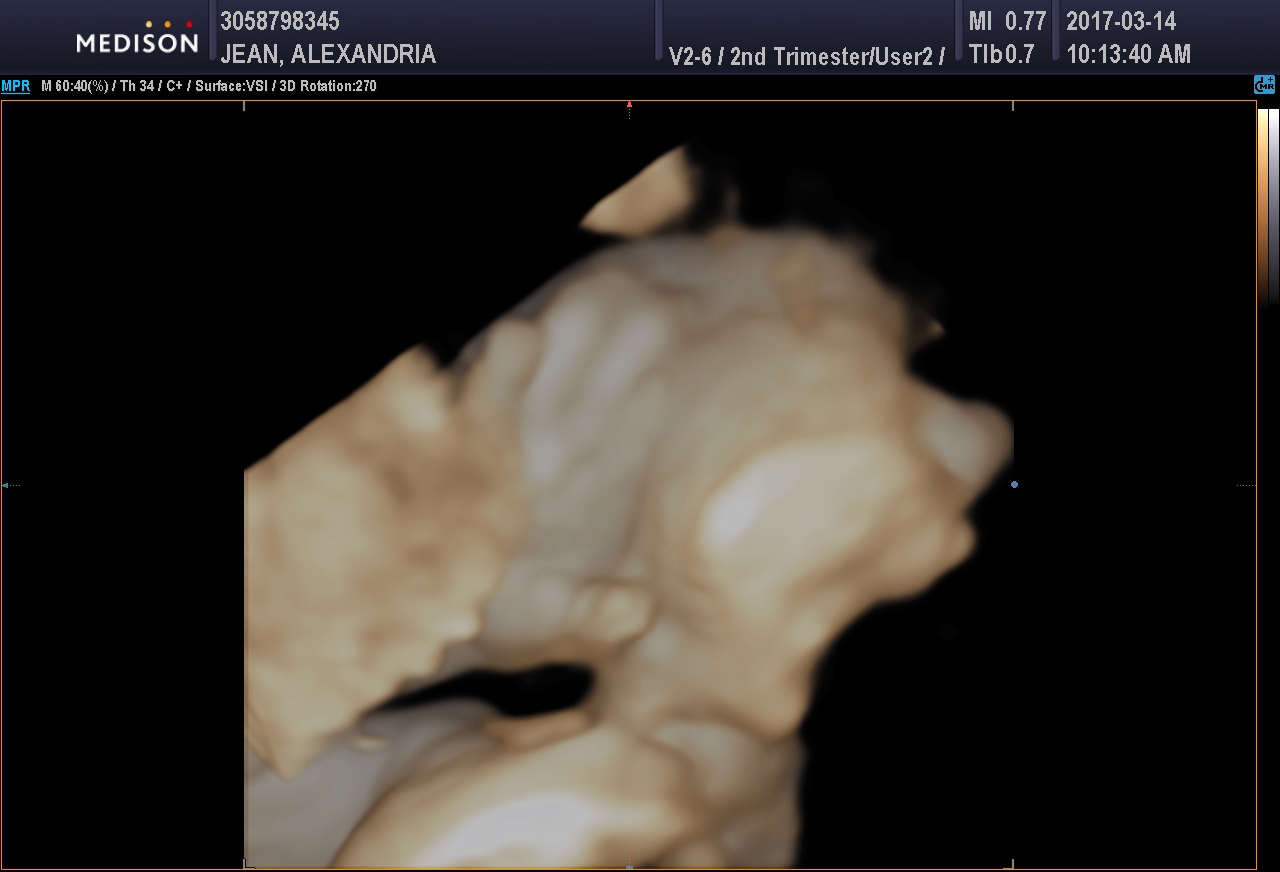 MEDISON
3058798345
JEAN, ALEXANDRIA
V2-6 / 2nd Trimester/User2 /
MI 0.77
TIb0.7
2017-03-14
10:13:40 AM
MPR M 60:40(%) / Th 34 / C+ / Surface:VSI / 3D Rotation:270
CMR